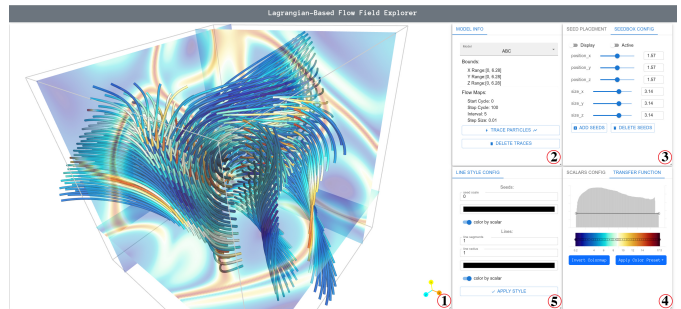 Lagrangian-Based Flow Field Explorer
MODEL INFO
Model
ABC
Bounds:
X Range:[0, 6.28]
Y Range:[0, 6.28]
Z Range:[0, 6.28]
Flow Maps:
Start Cycle: 0
Stop Cycle: 100
Interval: 5
Step Size: 0.01
+ TRACE PARTICLES
DELETE TRACES
2
SEED PLACEMENT SEEDBOX CONFIG
Display Active
position_x 1.57
position_y 1.57
position_z 1.57
size_x 3.14
size_y 3.14
size_z 3.14
ADD SEEDS DELETE SEEDS
3
LINE STYLE CONFIG
Seeds:
0
color by scalar
Lines:
1
1
color by scalar
APPLY STYLE
5
SCALARS CONFIG TRANSFER FUNCTION
Invert Colormap Apply Color Preset
4
1